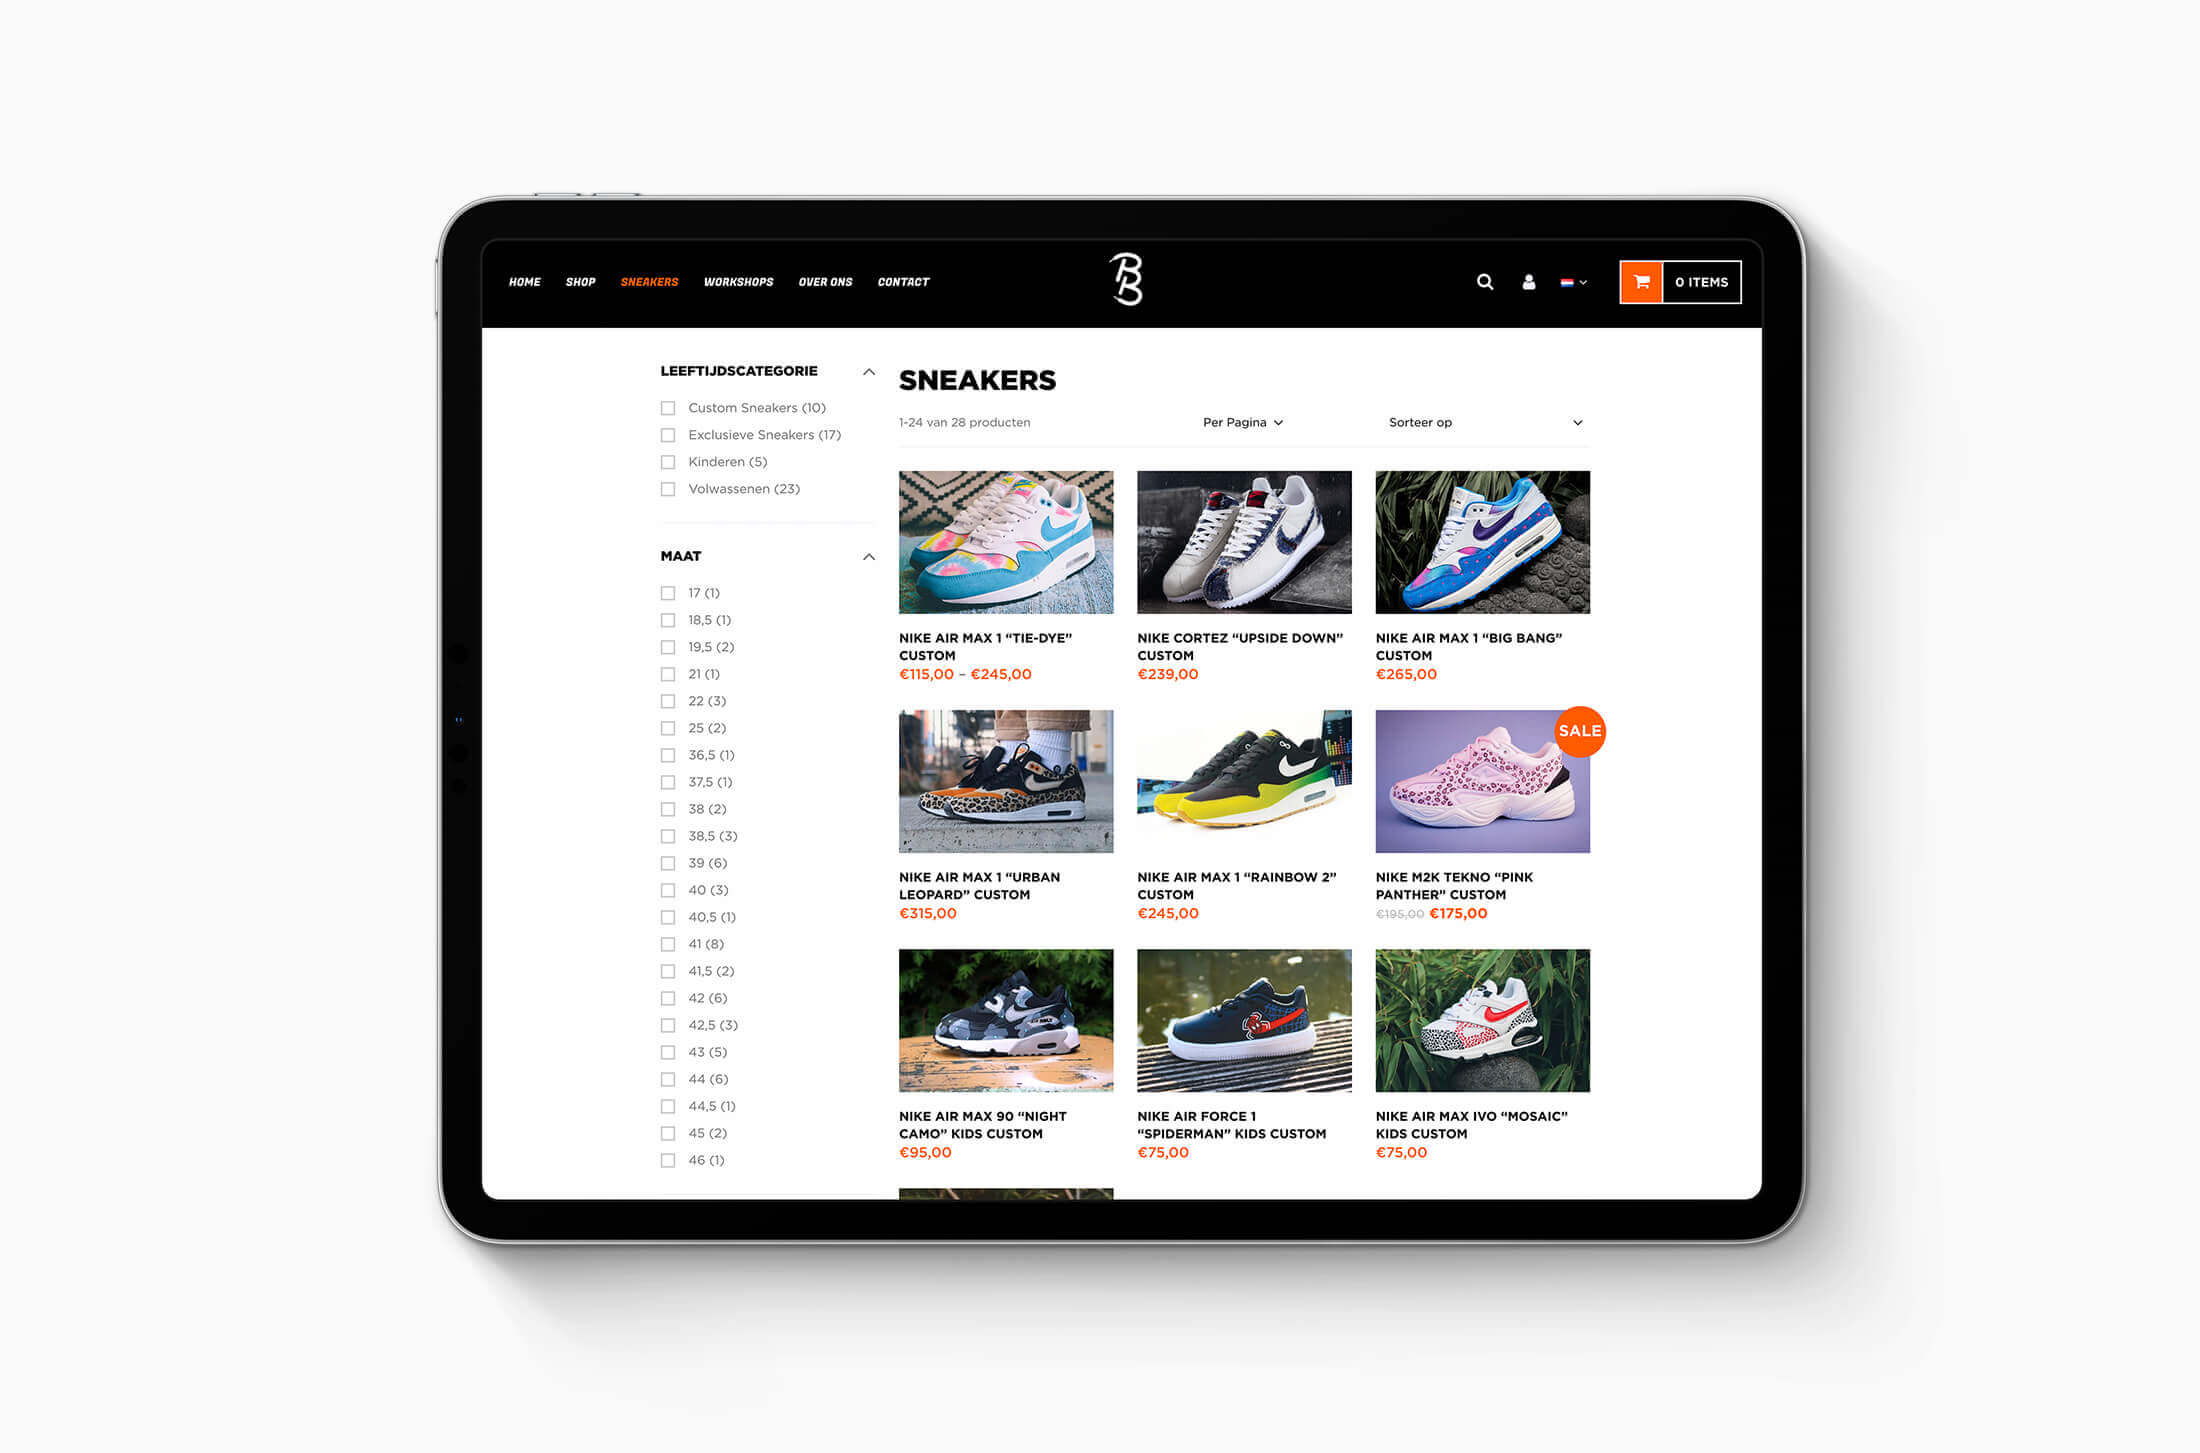 HOME SHOP SNEAKERS WORKSHOPS OVER ONS CONTACT
0 ITEMS
LEEFTIJDSCATEGORIE
Custom Sneakers (10)
Exclusieve Sneakers (17)
Kinderen (5)
Volwassenen (23)
MAAT
17 (1)
18,5 (1)
19,5 (2)
21 (1)
22 (3)
25 (2)
36,5 (1)
37,5 (1)
38 (2)
38,5 (3)
39 (6)
40 (3)
40,5 (1)
41 (8)
41,5 (2)
42 (6)
42,5 (3)
43 (5)
44 (6)
44,5 (1)
45 (2)
46 (1)
SNEAKERS
1-24 van 28 producten
Per Pagina
Sorteer op
NIKE AIR MAX 1 “TIE-DYE”
CUSTOM
€115,00 – €245,00
NIKE CORTEZ “UPSIDE DOWN”
CUSTOM
€239,00
NIKE AIR MAX 1 “BIG BANG”
CUSTOM
€265,00
NIKE AIR MAX 1 “URBAN
LEOPARD” CUSTOM
€315,00
NIKE AIR MAX 1 “RAINBOW 2”
CUSTOM
€245,00
SALE
NIKE M2K TEKNO “PINK
PANTHER” CUSTOM
€195,00 €175,00
NIKE AIR MAX 90 “NIGHT
CAMO” KIDS CUSTOM
€95,00
NIKE AIR FORCE 1
“SPIDERMAN” KIDS CUSTOM
€75,00
NIKE AIR MAX IVO “MOSAIC”
KIDS CUSTOM
€75,00